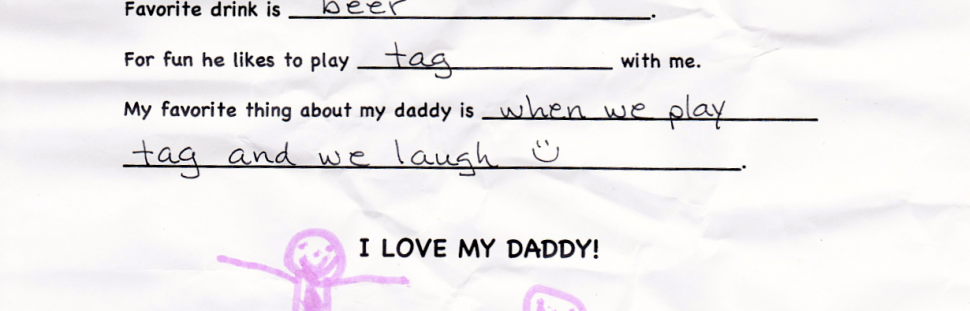 Favorite drink is beer.
For fun he likes to play tag with me.
My favorite thing about my daddy is when we play
tag and we laugh.
I LOVE MY DADDY!